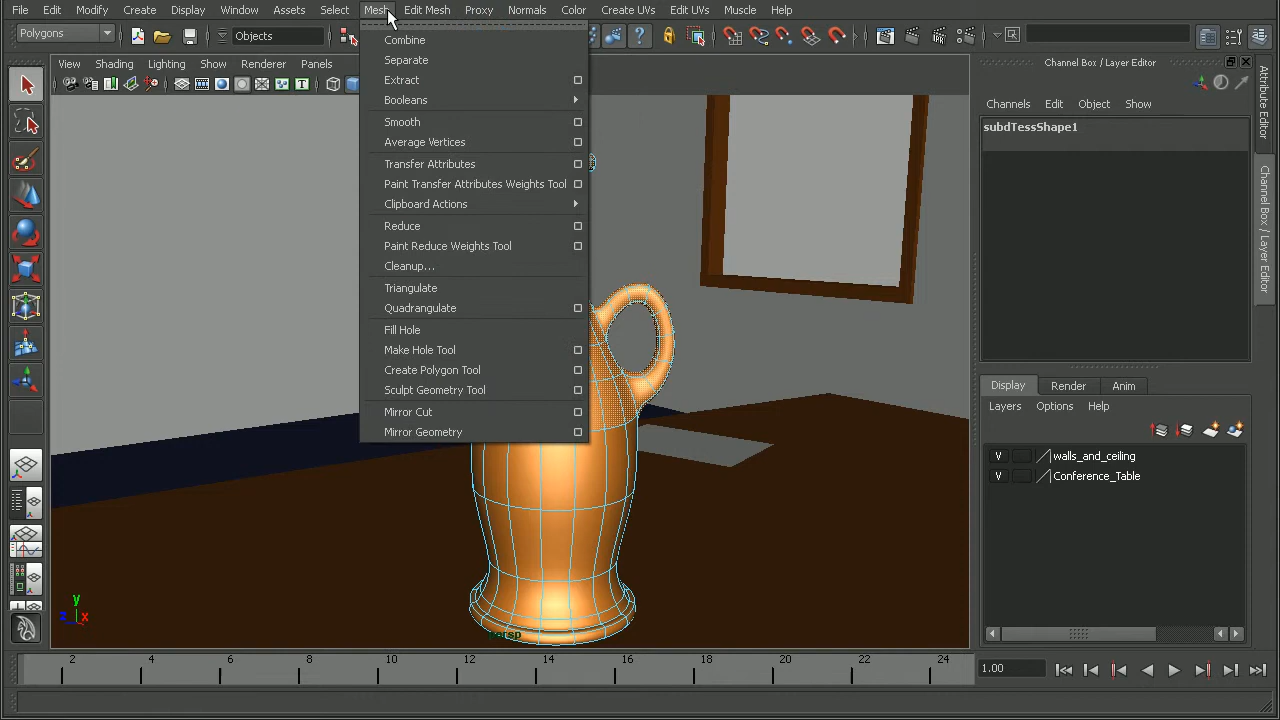 File Edit Modify Create Display Window Assets Select Mesh Edit Mesh Proxy Normals Color Create UVs Edit UVs Muscle Help
Polygons
Objects
View Shading Lighting Show Renderer Panels
Combine
Separate
Extract
Booleans
Smooth
Average Vertices
Transfer Attributes
Paint Transfer Attributes Weights Tool
Clipboard Actions
Reduce
Paint Reduce Weights Tool
Cleanup...
Triangulate
Quadrangulate
Fill Hole
Make Hole Tool
Create Polygon Tool
Sculpt Geometry Tool
Mirror Cut
Mirror Geometry
Channel Box / Layer Editor
Channels Edit Object Show
subdTessShape1
Attribute Editor
Channel Box / Layer Editor
Display Render Anim
Layers Options Help
V walls_and_ceiling
V Conference_Table
y
z x
persp
2 4 6 8 10 12 14 16 18 20 22 24
1.00